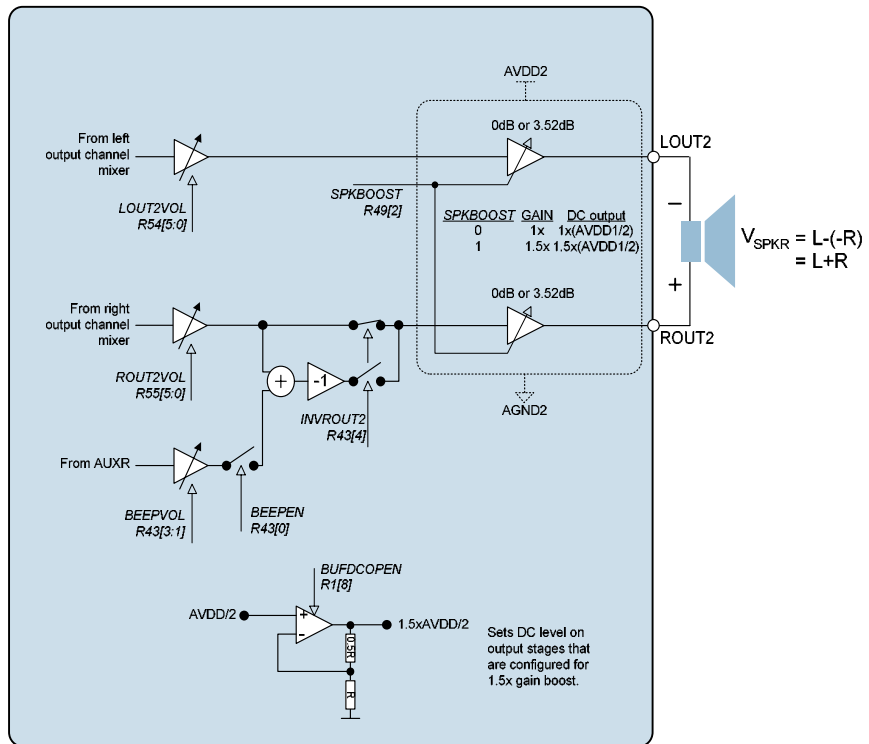 AVDD2
0dB or 3.52dB
From left
output channel
mixer
LOUT2
LOUT2VOL
R54[5:0]
SPKBOOST
R49[2]
SPKBOOST GAIN DC output
0 1x 1x(AVDD1/2)
1 1.5x 1.5x(AVDD1/2)
−
+
VSPKR = L-(-R)
= L+R
0dB or 3.52dB
From right
output channel
mixer
ROUT2
ROUT2VOL
R55[5:0]
+
-1
INVROUT2
R43[4]
AGND2
From AUXR
BEEPVOL
R43[3:1]
BEEPEN
R43[0]
BUFDCOPEN
R1[8]
AVDD/2
+
−
1.5xAVDD/2
0.5R
R
Sets DC level on
output stages that
are configured for
1.5x gain boost.